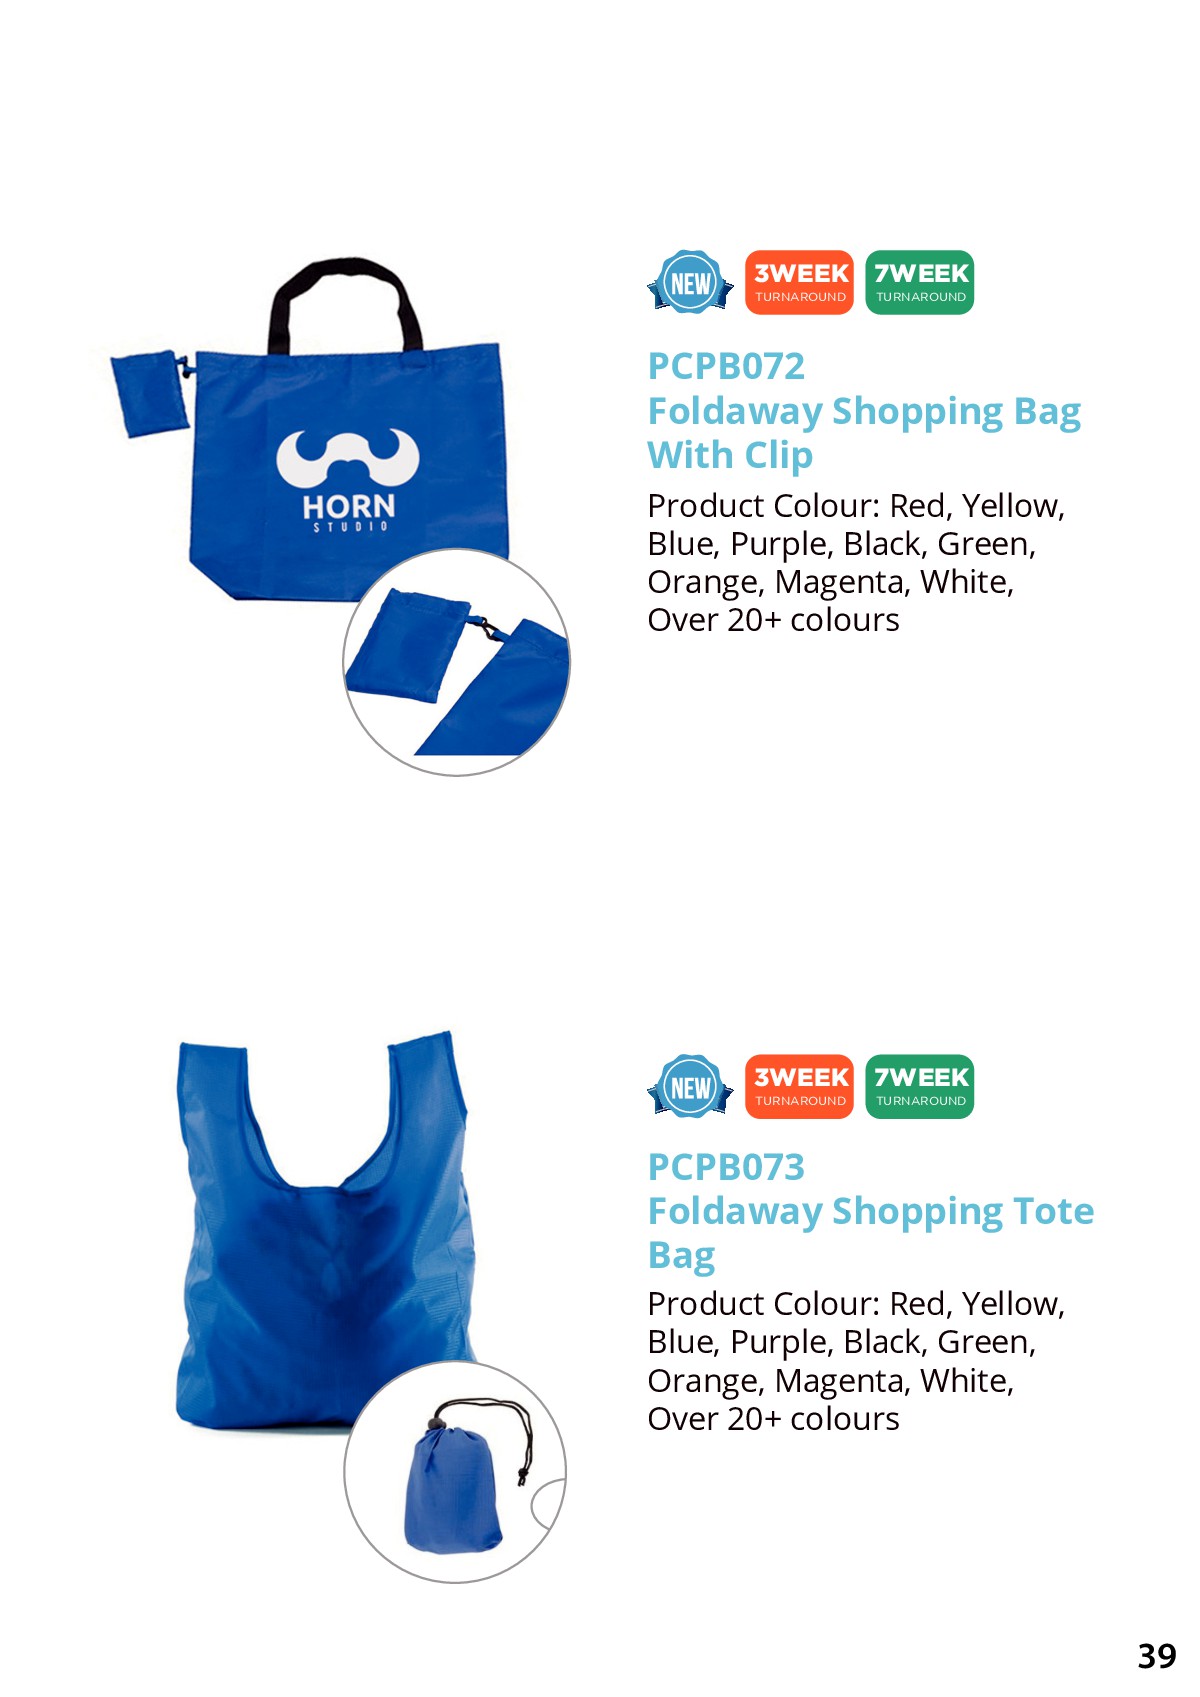 NEW
3WEEK
TURNAROUND
7WEEK
TURNAROUND
PCPB072
Foldaway Shopping Bag
With Clip
Product Colour: Red, Yellow,
Blue, Purple, Black, Green,
Orange, Magenta, White,
Over 20+ colours
HORN
STUDIO
NEW
3WEEK
TURNAROUND
7WEEK
TURNAROUND
PCPB073
Foldaway Shopping Tote
Bag
Product Colour: Red, Yellow,
Blue, Purple, Black, Green,
Orange, Magenta, White,
Over 20+ colours
39